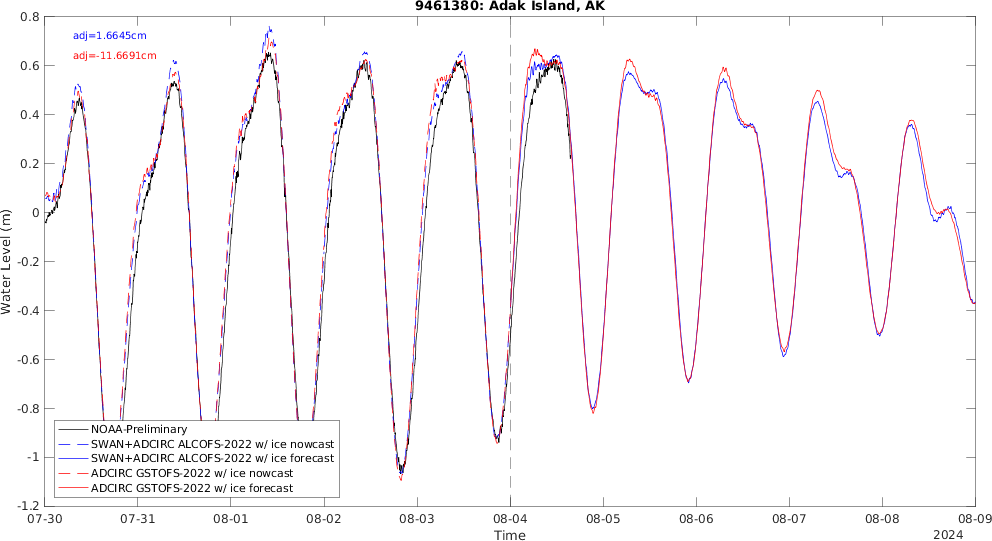 9461380: Adak Island, AK
adj=1.6645cm
adj=-11.6691cm
0.8
0.6
0.4
0.2
0
-0.2
-0.4
-0.6
-0.8
-1
-1.2
Water Level (m)
NOAA-Preliminary
SWAN+ADCIRC ALCOFS-2022 w/ ice nowcast
SWAN+ADCIRC ALCOFS-2022 w/ ice forecast
ADCIRC GSTOFS-2022 w/ ice nowcast
ADCIRC GSTOFS-2022 w/ ice forecast
07-30 07-31 08-01 08-02 08-03 08-04 08-05 08-06 08-07 08-08 08-09
Time
2024